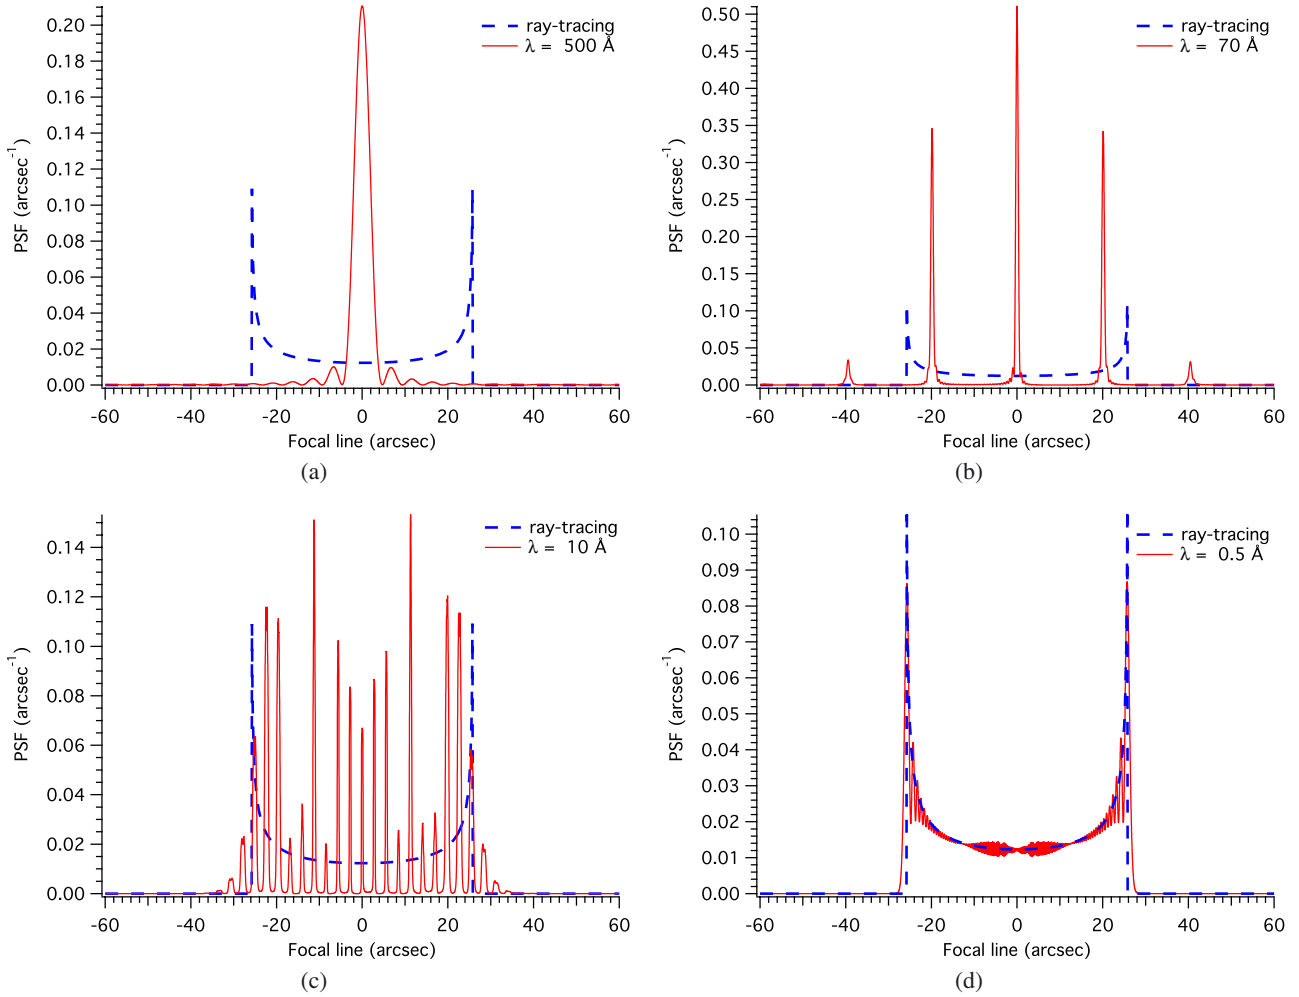 0.20
0.18
0.16
0.14
0.12
0.10
0.08
0.06
0.04
0.02
0.00
PSF (arcsec⁻¹)
-60 -40 -20 0 20 40 60
Focal line (arcsec)
ray-tracing
λ = 500 Å
(a)
0.50
0.45
0.40
0.35
0.30
0.25
0.20
0.15
0.10
0.05
0.00
PSF (arcsec⁻¹)
-60 -40 -20 0 20 40 60
Focal line (arcsec)
ray-tracing
λ = 70 Å
(b)
0.14
0.12
0.10
0.08
0.06
0.04
0.02
0.00
PSF (arcsec⁻¹)
-60 -40 -20 0 20 40 60
Focal line (arcsec)
ray-tracing
λ = 10 Å
(c)
0.10
0.09
0.08
0.07
0.06
0.05
0.04
0.03
0.02
0.01
0.00
PSF (arcsec⁻¹)
-60 -40 -20 0 20 40 60
Focal line (arcsec)
ray-tracing
λ = 0.5 Å
(d)